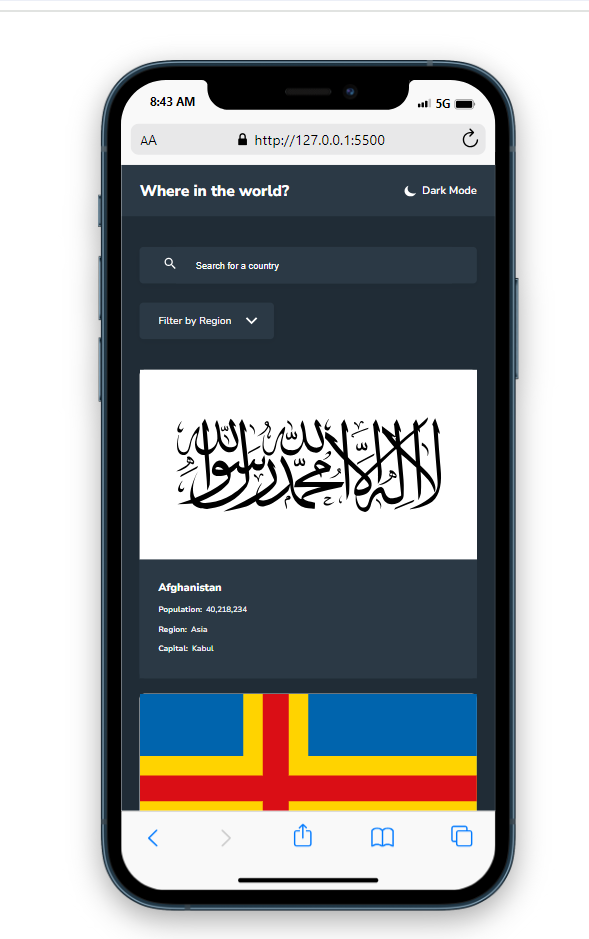 8:43 AM
5G
AA
http://127.0.0.1:5500
Where in the world?
Dark Mode
Search for a country
Filter by Region
لا إله إلا الله محمد رسول الله
Afghanistan
Population: 40,218,234
Region: Asia
Capital: Kabul